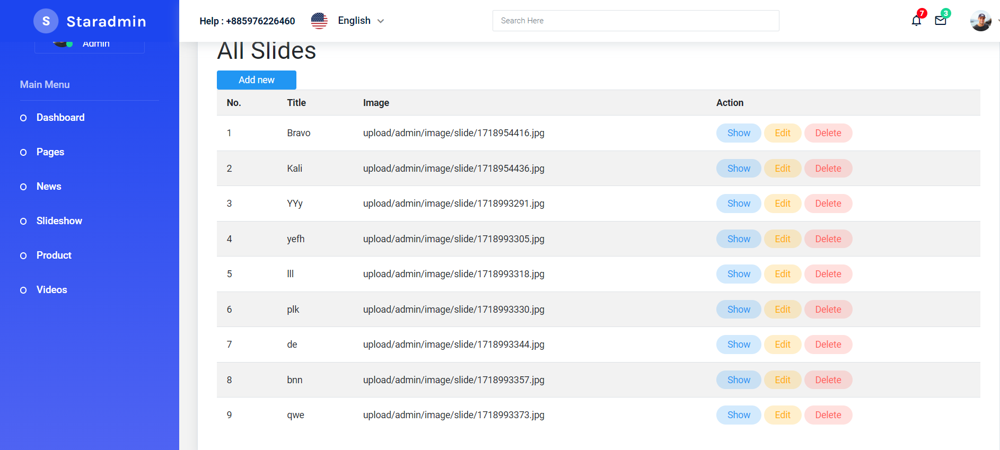 S Staradmin
Help : +885976226460
English
Search Here
7
3
Admin
Main Menu
Dashboard
Pages
News
Slideshow
Product
Videos
All Slides
Add new
No. Title Image Action
1 Bravo upload/admin/image/slide/1718954416.jpg Show Edit Delete
2 Kali upload/admin/image/slide/1718954436.jpg Show Edit Delete
3 YYy upload/admin/image/slide/1718993291.jpg Show Edit Delete
4 yefh upload/admin/image/slide/1718993305.jpg Show Edit Delete
5 lll upload/admin/image/slide/1718993318.jpg Show Edit Delete
6 plk upload/admin/image/slide/1718993330.jpg Show Edit Delete
7 de upload/admin/image/slide/1718993344.jpg Show Edit Delete
8 bnn upload/admin/image/slide/1718993357.jpg Show Edit Delete
9 qwe upload/admin/image/slide/1718993373.jpg Show Edit Delete